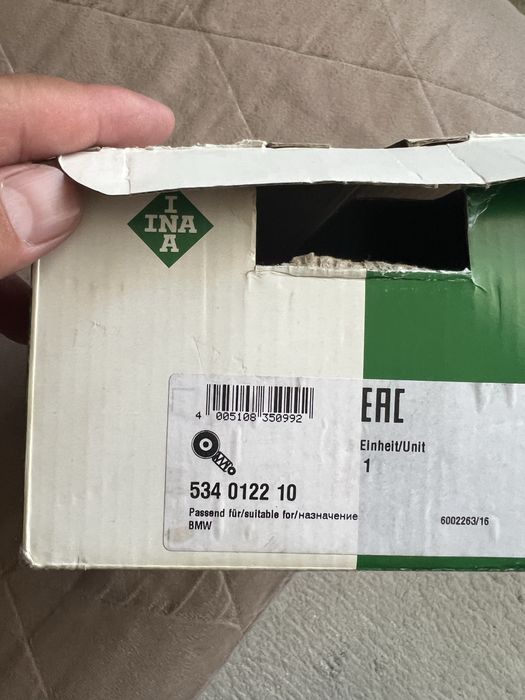 I
INA
A
4 005108 350992
EAC
Einheit/Unit
1
534 0122 10
Passend für/suitable for/назначение
BMW
6002263/16